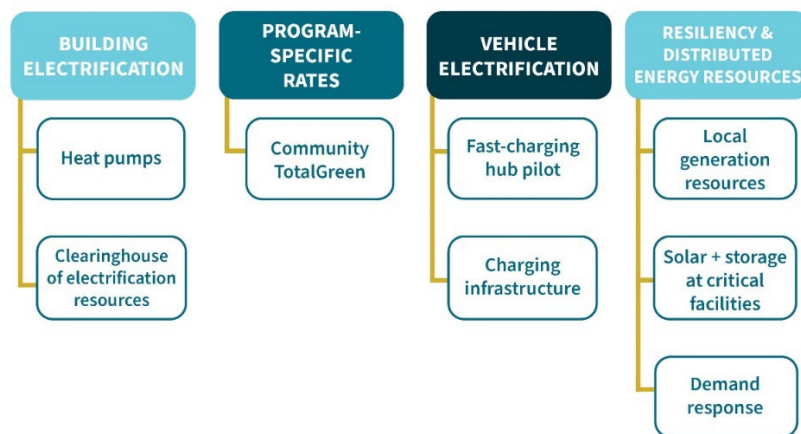 BUILDING
ELECTRIFICATION
Heat pumps
Clearinghouse
of electrification
resources
PROGRAM-
SPECIFIC
RATES
Community
TotalGreen
VEHICLE
ELECTRIFICATION
Fast-charging
hub pilot
Charging
infrastructure
RESILIENCY &
DISTRIBUTED
ENERGY RESOURCES
Local
generation
resources
Solar + storage
at critical
facilities
Demand
response